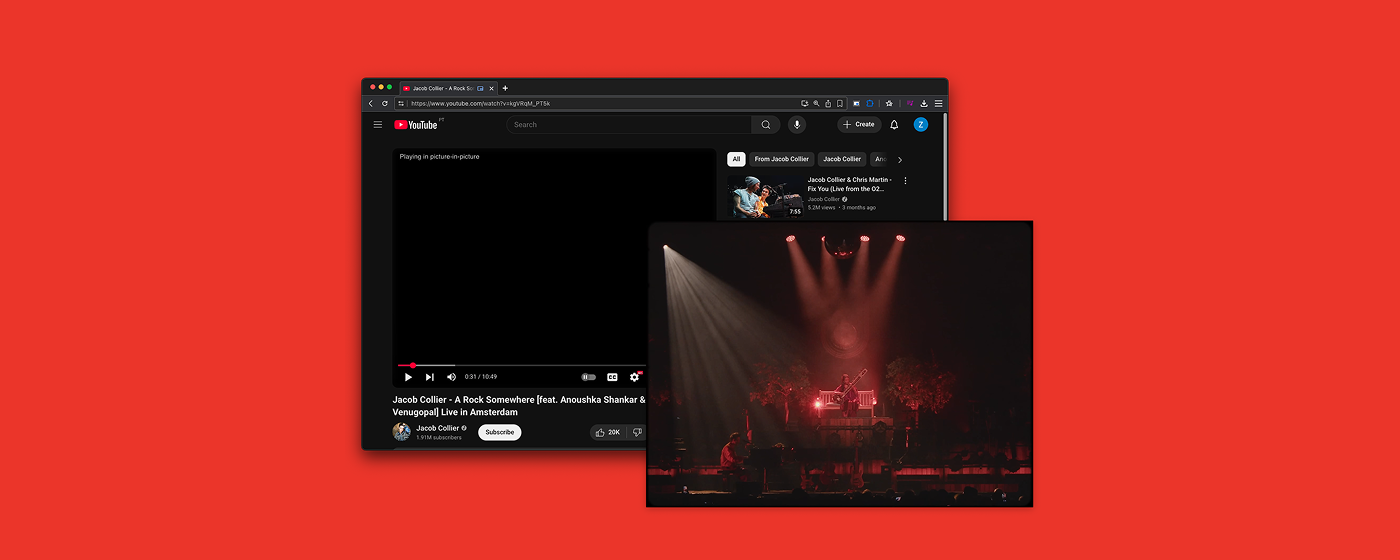 Jacob Collier - A Rock So
https://www.youtube.com/watch?v=kgVRqM_PT5k
YouTube PT
Search
Create
Z
Playing in picture-in-picture
All
From Jacob Collier
Jacob Collier
Ano
Jacob Collier & Chris Martin -
Fix You (Live from the O2...
Jacob Collier
5.2M views • 3 months ago
7:55
0:31 / 10:49
CC
HD
Jacob Collier - A Rock Somewhere [feat. Anoushka Shankar &
Venugopal] Live in Amsterdam
Jacob Collier
1.91M subscribers
Subscribe
20K